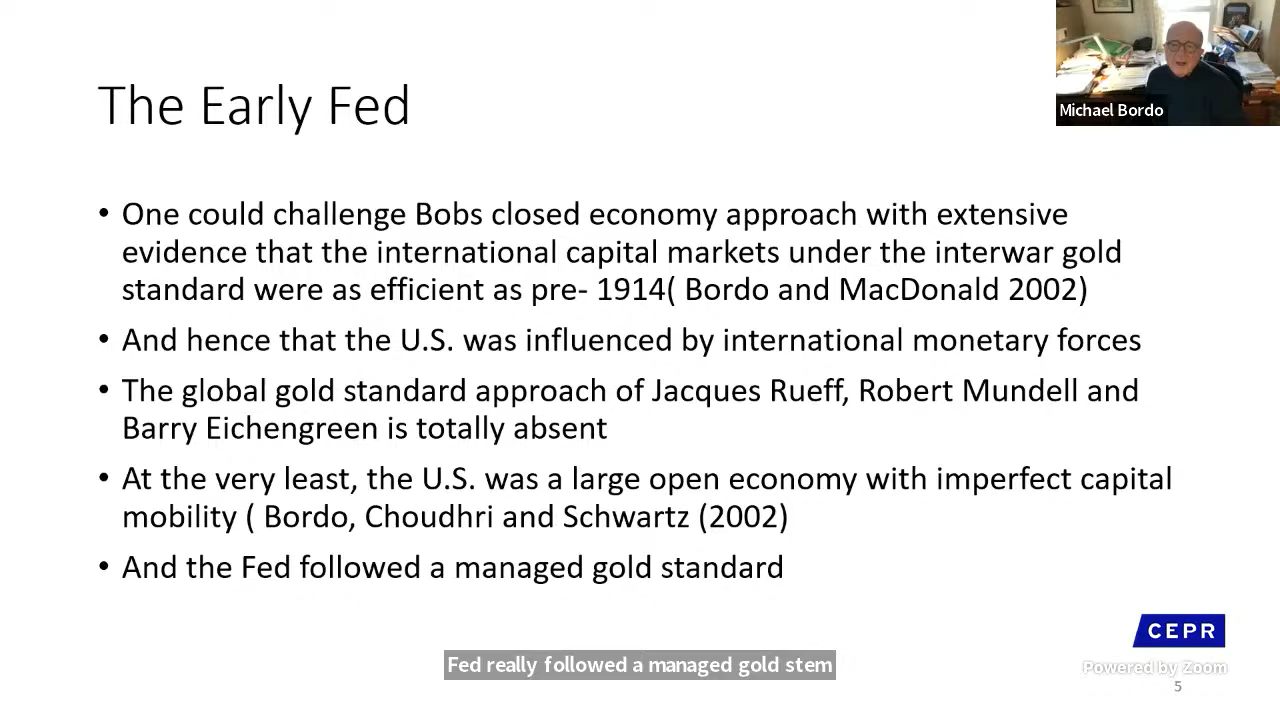 Michael Bordo
The Early Fed
• One could challenge Bobs closed economy approach with extensive
evidence that the international capital markets under the interwar gold
standard were as efficient as pre- 1914( Bordo and MacDonald 2002)
• And hence that the U.S. was influenced by international monetary forces
• The global gold standard approach of Jacques Rueff, Robert Mundell and
Barry Eichengreen is totally absent
• At the very least, the U.S. was a large open economy with imperfect capital
mobility ( Bordo, Choudhri and Schwartz (2002)
• And the Fed followed a managed gold standard
CEPR
Fed really followed a managed gold stem
Powered by Zoom
5